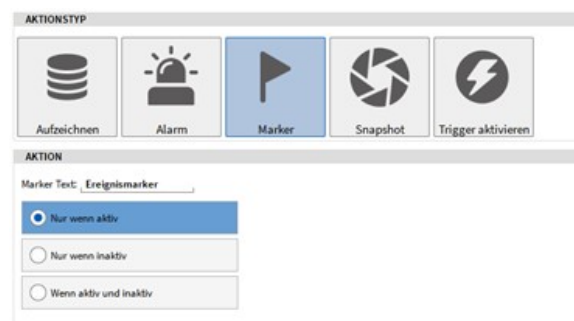 AKTIONSTYP
Aufzeichnen Alarm Marker Snapshot Trigger aktivieren
AKTION
Marker Text: Ereignismarker
Nur wenn aktiv
Nur wenn inaktiv
Wenn aktiv und inaktiv